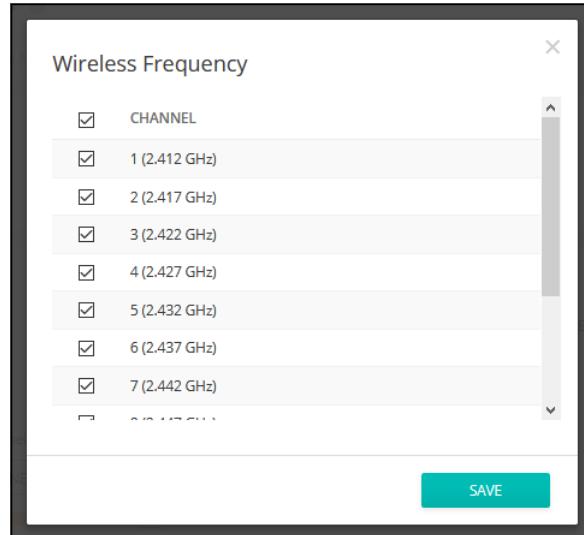 Wireless Frequency
CHANNEL
1 (2.412 GHz)
2 (2.417 GHz)
3 (2.422 GHz)
4 (2.427 GHz)
5 (2.432 GHz)
6 (2.437 GHz)
7 (2.442 GHz)
SAVE